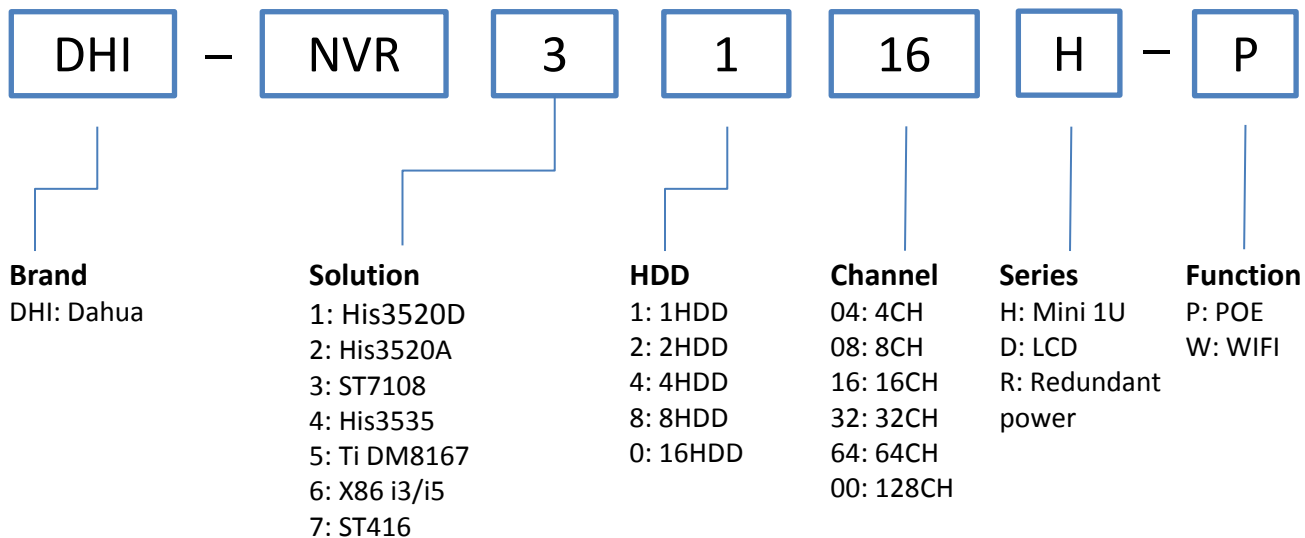 DHI – NVR 3 1 16 H – P
Brand
DHI: Dahua
Solution
1: His3520D
2: His3520A
3: ST7108
4: His3535
5: Ti DM8167
6: X86 i3/i5
7: ST416
HDD
1: 1HDD
2: 2HDD
4: 4HDD
8: 8HDD
0: 16HDD
Channel
04: 4CH
08: 8CH
16: 16CH
32: 32CH
64: 64CH
00: 128CH
Series
H: Mini 1U
D: LCD
R: Redundant
power
Function
P: POE
W: WIFI